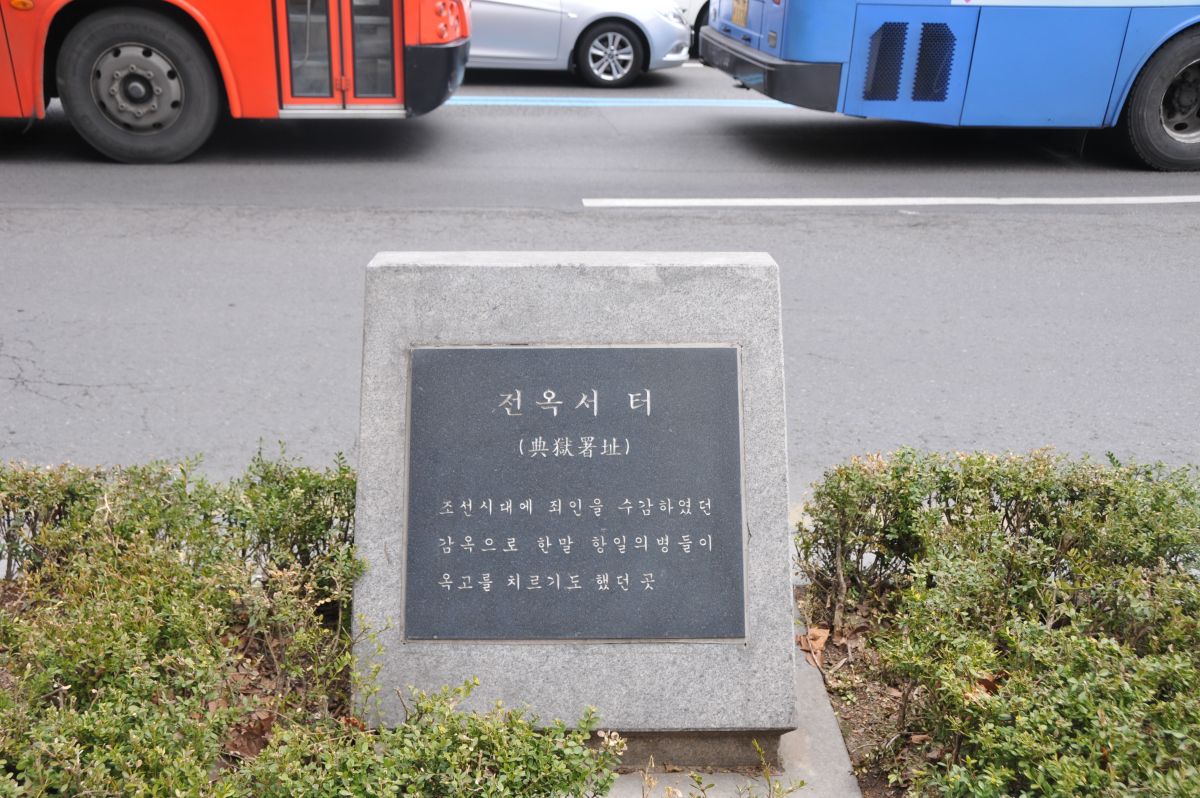 전옥서 터
(典獄署址)
조선시대에 죄인을 수감하였던
감옥으로 한말 항일의병들이
옥고를 치르기도 했던 곳